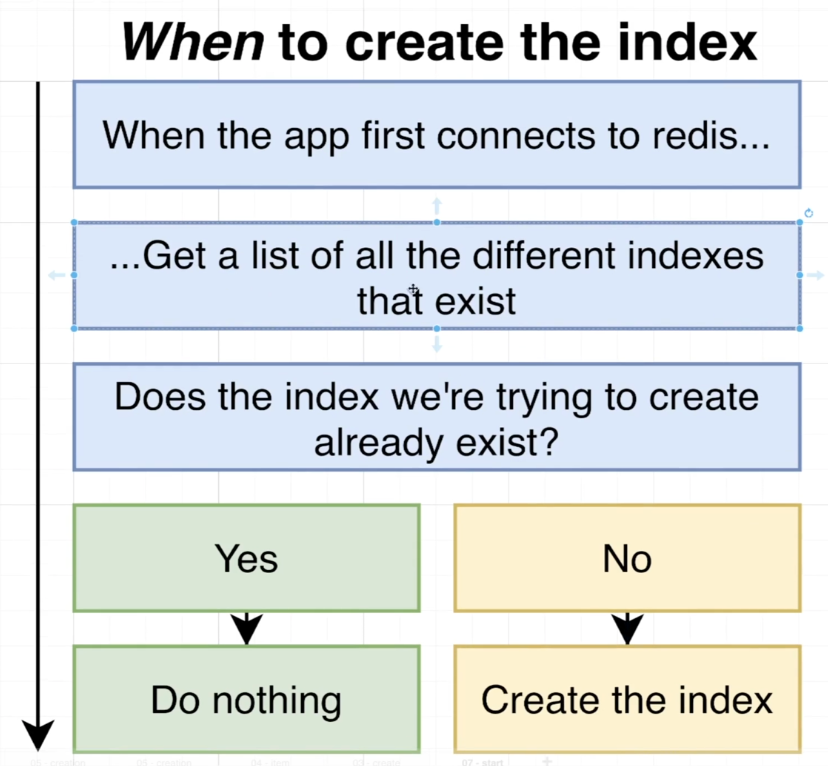 When to create the index
When the app first connects to redis...
...Get a list of all the different indexes
that exist
Does the index we're trying to create
already exist?
Yes
No
Do nothing
Create the index
07 - start